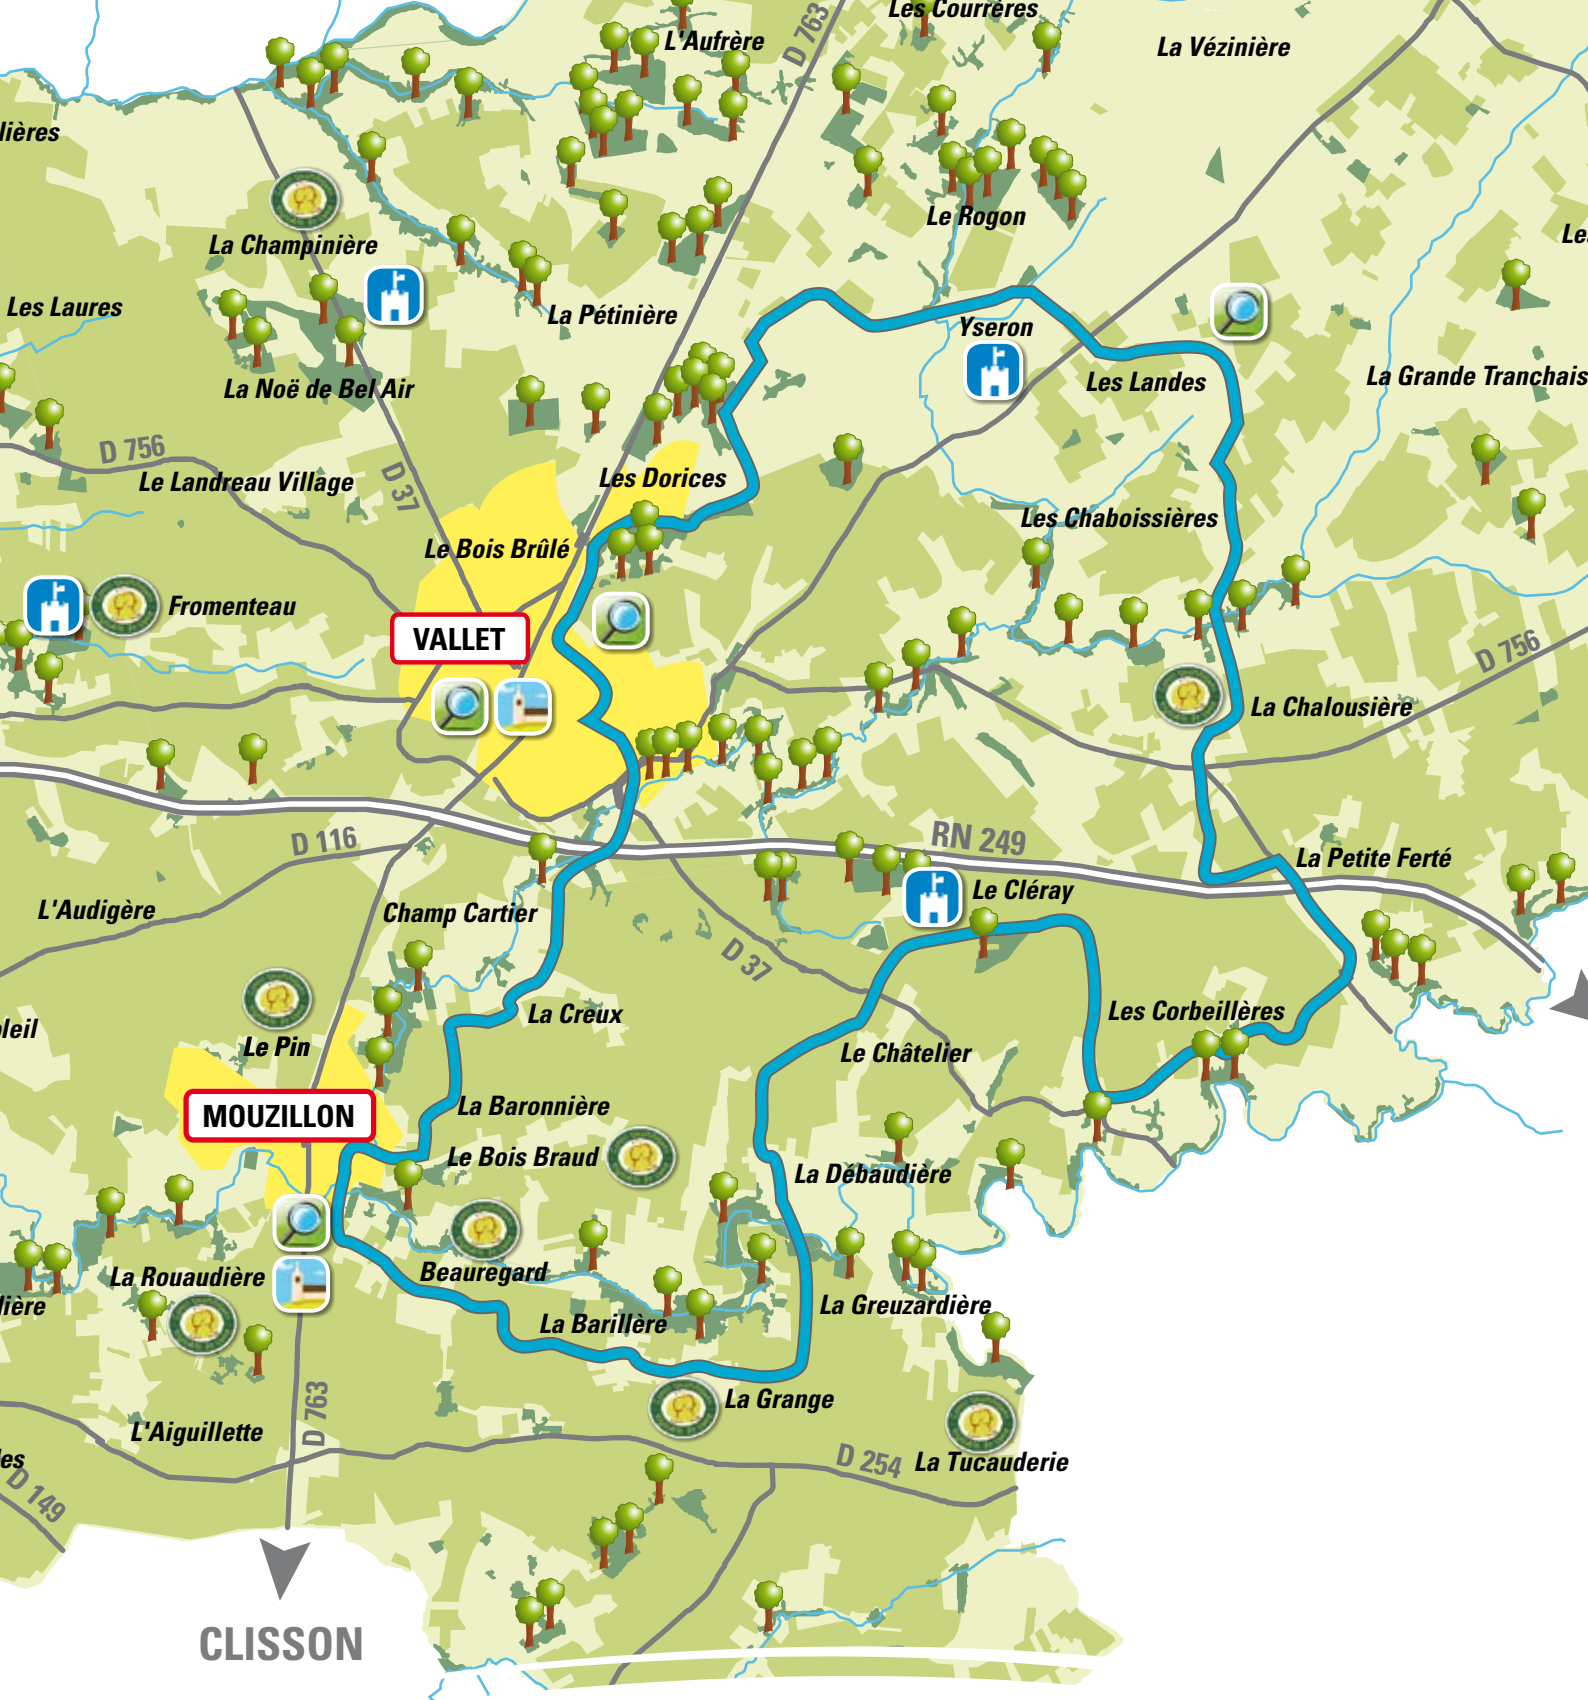 Les Courrères
L'Aufrère
D 763
La Vézinière
lières
Le Rogon
La Champinière
Les
Les Laures
La Pétinière
Yseron
La Noë de Bel Air
Les Landes
La Grande Tranchais
D 756
D 37
Le Landreau Village
Les Dorices
Les Chaboissières
Le Bois Brûlé
Fromenteau
VALLET
D 756
La Chalousière
D 116
RN 249
La Petite Ferté
Le Cléray
L'Audigère
Champ Cartier
D 37
La Creux
Les Corbeillères
oleil
Le Pin
Le Châtelier
MOUZILLON
La Baronnière
Le Bois Braud
La Débaudière
Beauregard
La Rouaudière
lière
La Greuzardière
La Barillère
La Grange
D 763
L'Aiguillette
les
D 149
D 254
La Tucauderie
CLISSON